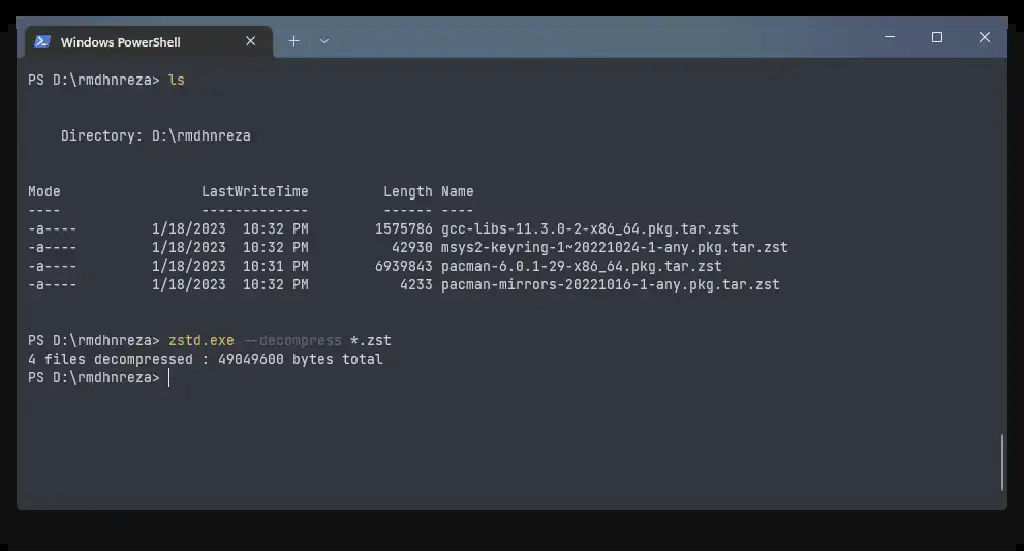 Windows PowerShell
PS D:\rmdhnreza> ls
Directory: D:\rmdhnreza
Mode LastWriteTime Length Name
---- ------------- ------ ----
-a---- 1/18/2023 10:32 PM 1575786 gcc-libs-11.3.0-2-x86_64.pkg.tar.zst
-a---- 1/18/2023 10:32 PM 42930 msys2-keyring-1~20221024-1-any.pkg.tar.zst
-a---- 1/18/2023 10:31 PM 6939843 pacman-6.0.1-29-x86_64.pkg.tar.zst
-a---- 1/18/2023 10:32 PM 4233 pacman-mirrors-20221016-1-any.pkg.tar.zst
PS D:\rmdhnreza> zstd.exe --decompress *.zst
4 files decompressed : 49049600 bytes total
PS D:\rmdhnreza>